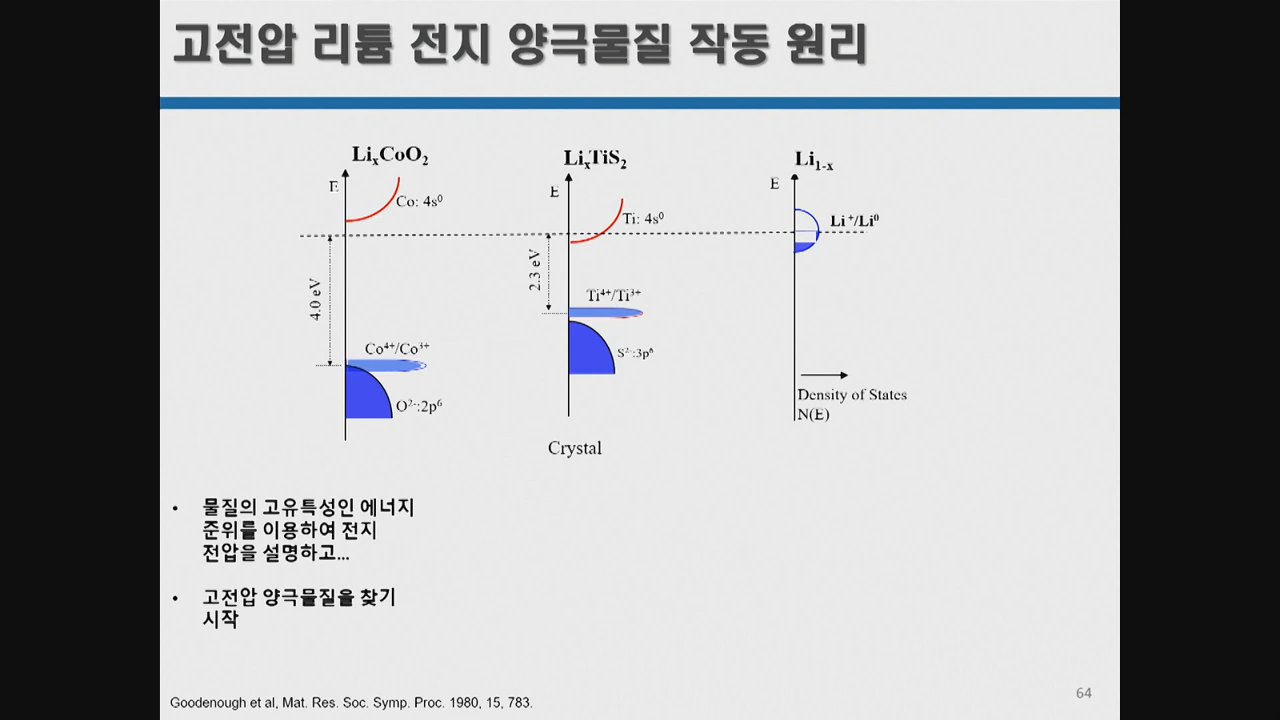 고전압 리튬 전지 양극물질 작동 원리
LiₓCoO₂
LiₓTiS₂
Li₁₋ₓ
E
Co: 4s⁰
E
Ti: 4s⁰
E
Li⁺/Li⁰
4.0 eV
2.3 eV
Co⁴⁺/Co³⁺
O²⁻:2p⁶
Ti⁴⁺/Ti³⁺
S²⁻:3p⁶
Density of States
N(E)
Crystal
• 물질의 고유특성인 에너지
준위를 이용하여 전지
전압을 설명하고...
• 고전압 양극물질을 찾기
시작
Goodenough et al, Mat. Res. Soc. Symp. Proc. 1980, 15, 783.
64